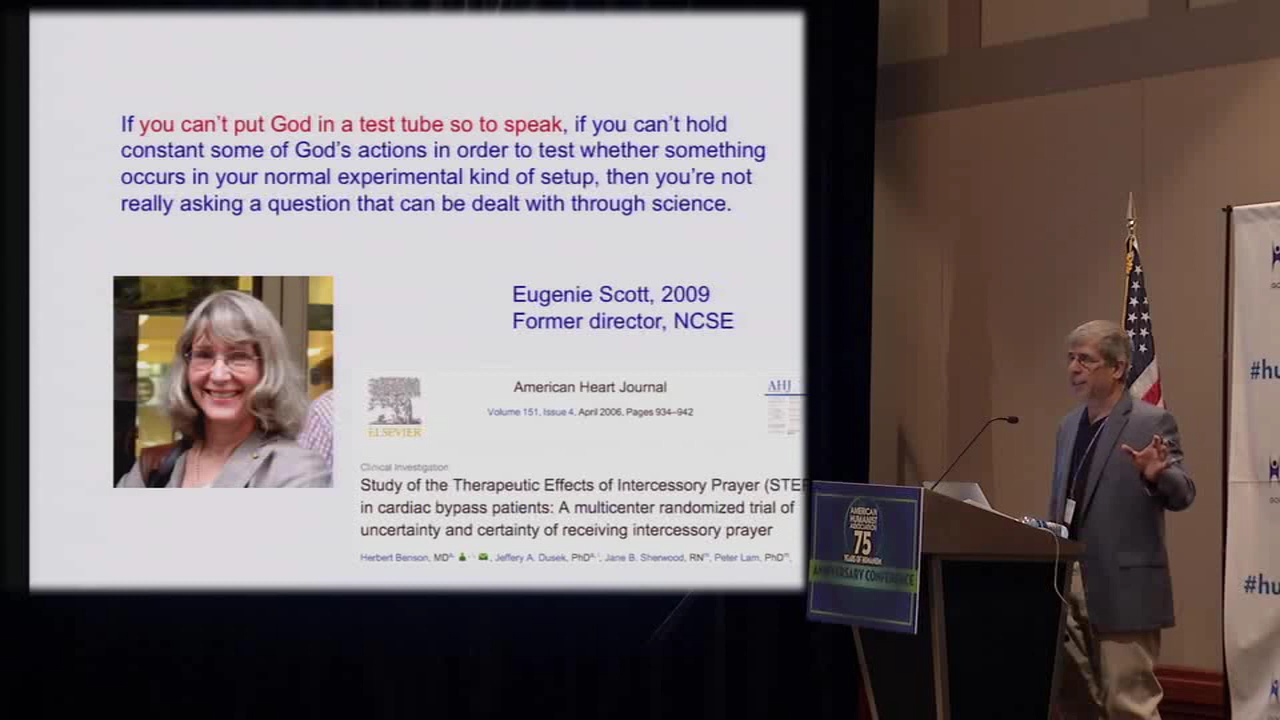 If you can't put God in a test tube so to speak, if you can't hold
constant some of God's actions in order to test whether something
occurs in your normal experimental kind of setup, then you're not
really asking a question that can be dealt with through science.
Eugenie Scott, 2009
Former director, NCSE
American Heart Journal
AHJ
Volume 151, Issue 4, April 2006, Pages 934–942
ELSEVIER
Clinical Investigation
Study of the Therapeutic Effects of Intercessory Prayer (STEP
in cardiac bypass patients: A multicenter randomized trial of
uncertainty and certainty of receiving intercessory prayer
Herbert Benson, MD, Jeffery A. Dusek, PhD, Jane B. Sherwood, RN, Peter Lam, PhD
AMERICAN
HUMANIST
ASSOCIATION
75
YEARS OF HUMANISM
ANNIVERSARY CONFERENCE
#hu
#hu